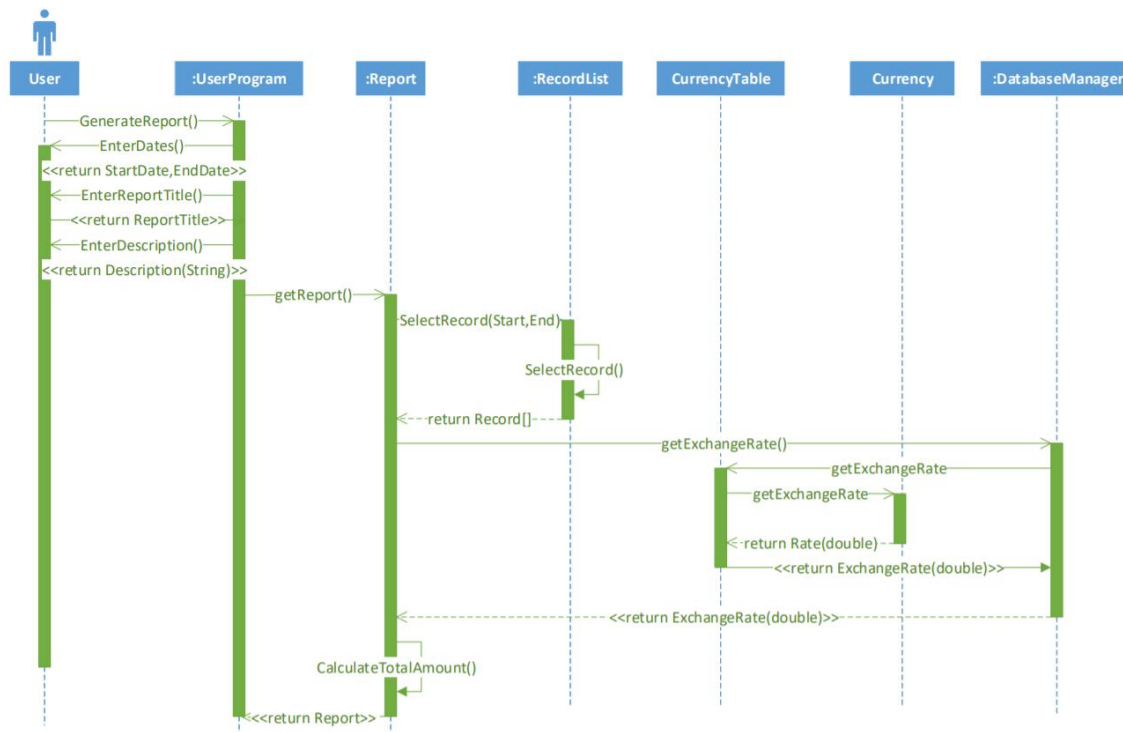 User
:UserProgram
:Report
:RecordList
CurrencyTable
Currency
:DatabaseManager
GenerateReport()
EnterDates()
<<return StartDate,EndDate>>
EnterReportTitle()
<<return ReportTitle>>
EnterDescription()
<<return Description(String)>>
getReport()
SelectRecord(Start,End)
SelectRecord()
return Record[]
getExchangeRate()
getExchangeRate
getExchangeRate
return Rate(double)
<<return ExchangeRate(double)>>
<<return ExchangeRate(double)>>
CalculateTotalAmount()
<<return Report>>